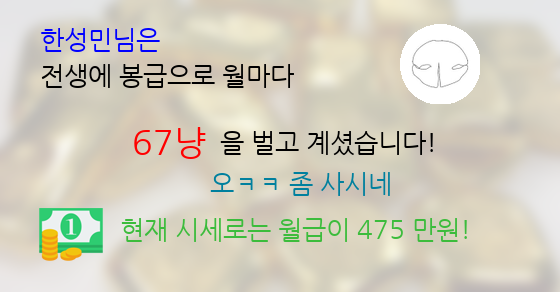 한성민님은
전생에 봉급으로 월마다
67냥 을 벌고 계셨습니다!
오ㅋㅋ 좀 사시네
1
현재 시세로는 월급이 475 만원!